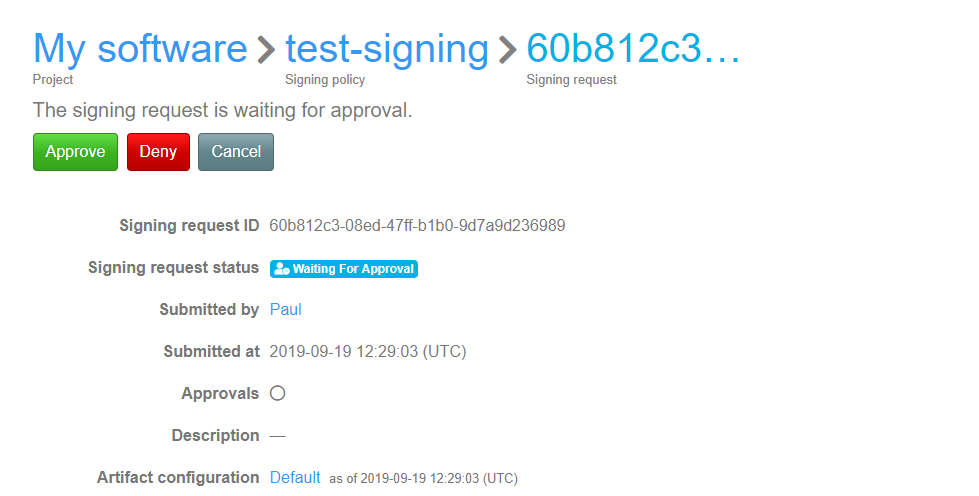 My software > test-signing > 60b812c3…
Project Signing policy Signing request
The signing request is waiting for approval.
Approve Deny Cancel
Signing request ID 60b812c3-08ed-47ff-b1b0-9d7a9d236989
Signing request status Waiting For Approval
Submitted by Paul
Submitted at 2019-09-19 12:29:03 (UTC)
Approvals
Description —
Artifact configuration Default as of 2019-09-19 12:29:03 (UTC)